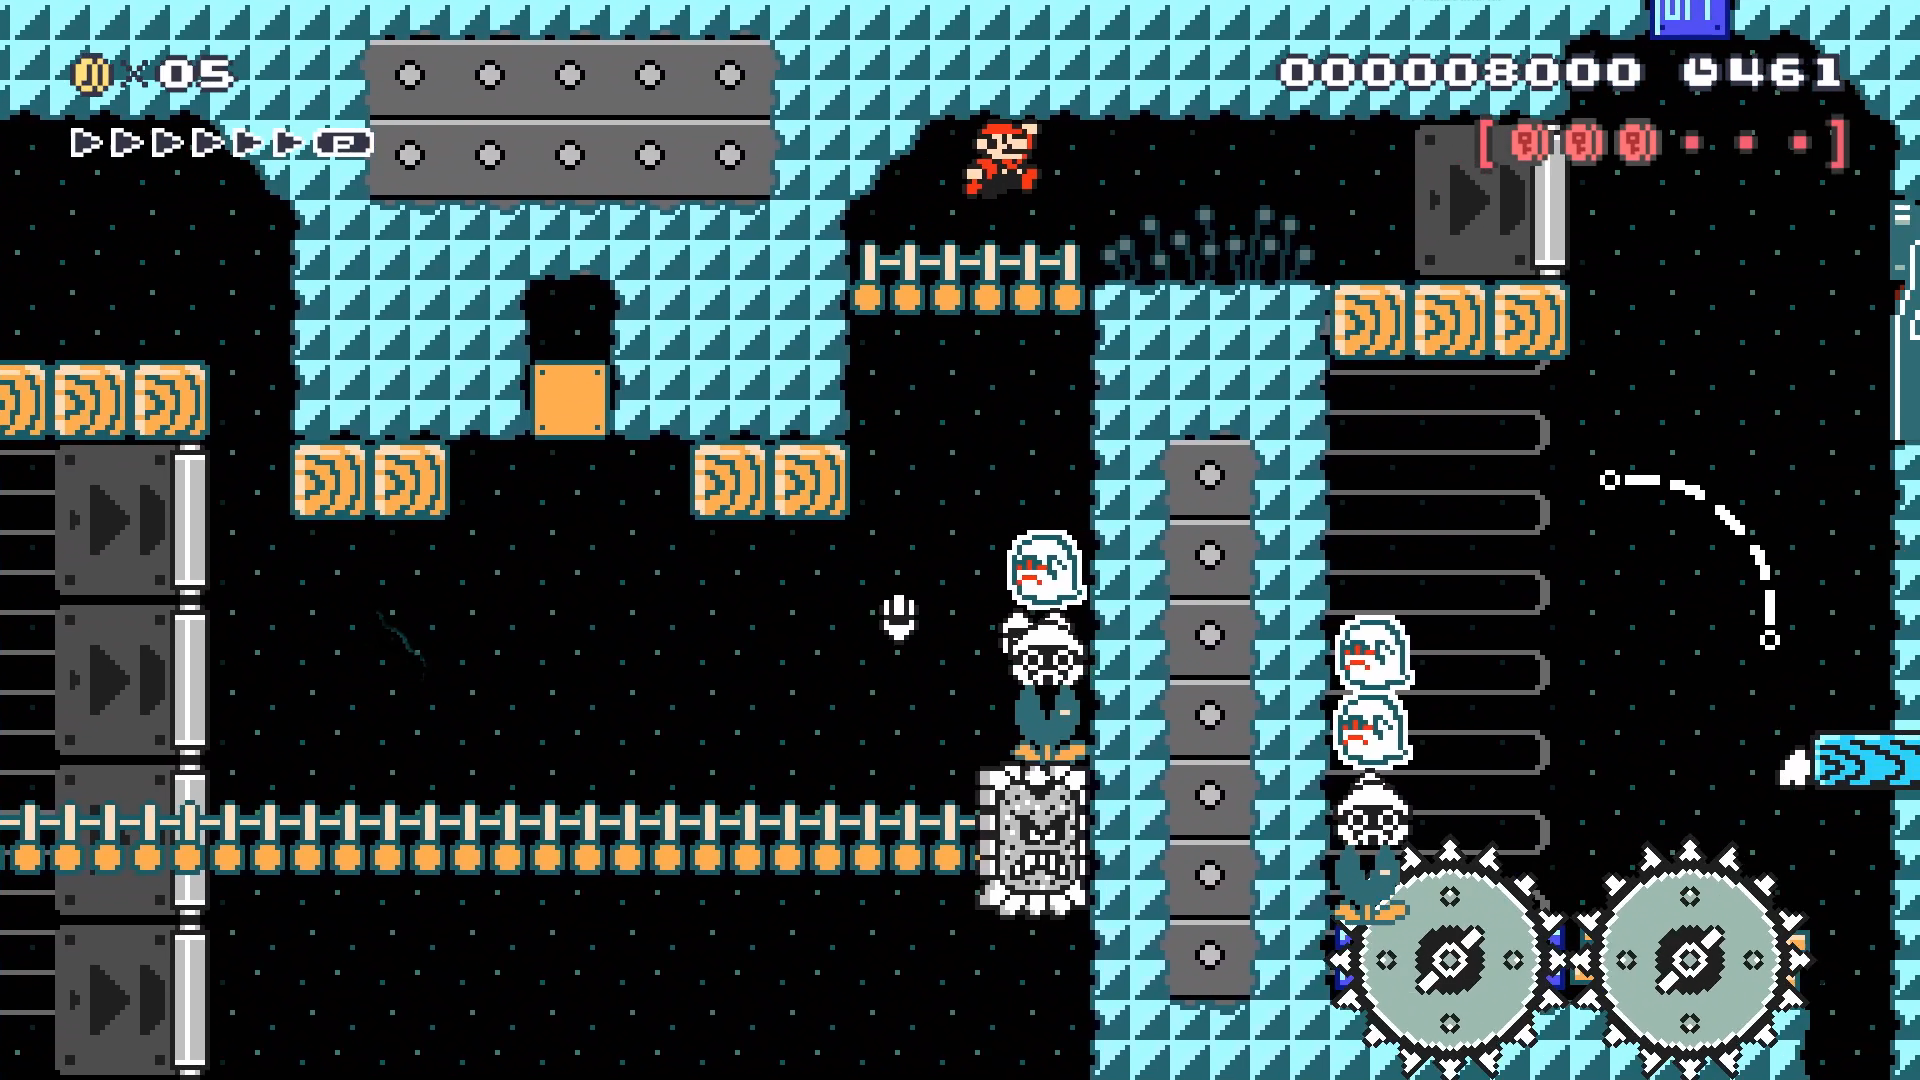 ×05
000008000 461
P
[ ? ? ? • • • ]